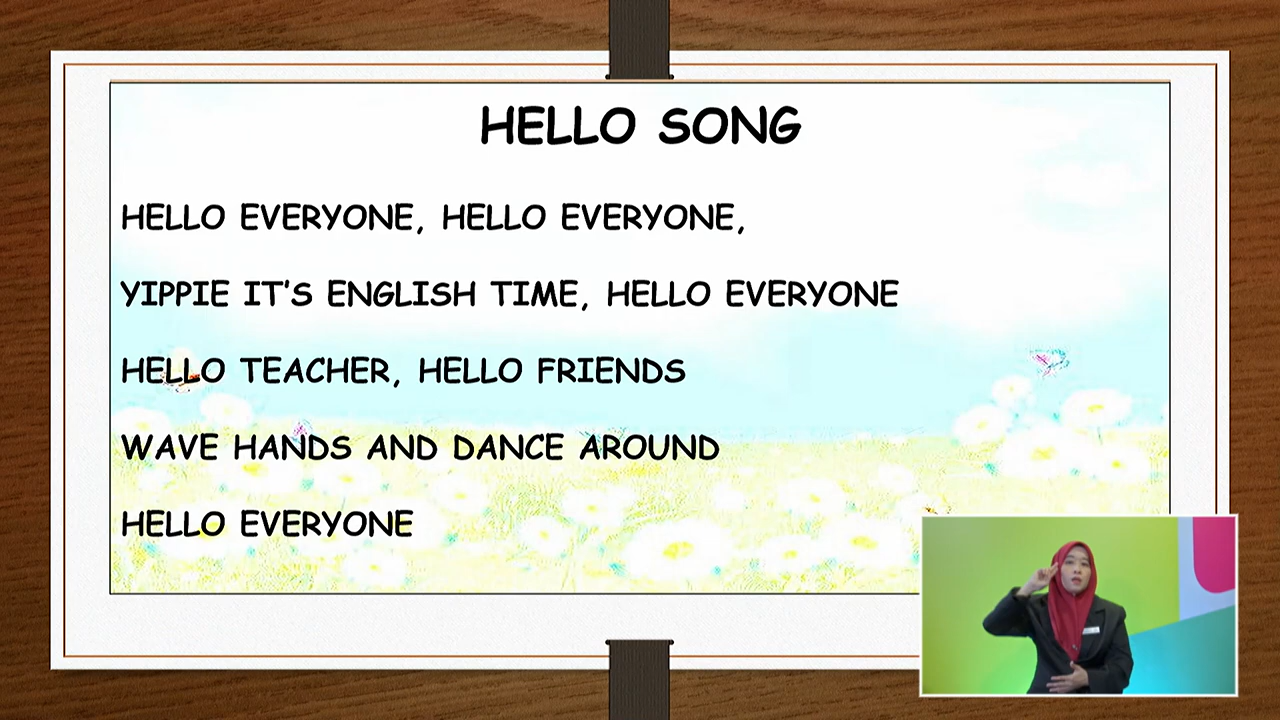 HELLO SONG
HELLO EVERYONE, HELLO EVERYONE,
YIPPIE IT'S ENGLISH TIME, HELLO EVERYONE
HELLO TEACHER, HELLO FRIENDS
WAVE HANDS AND DANCE AROUND
HELLO EVERYONE